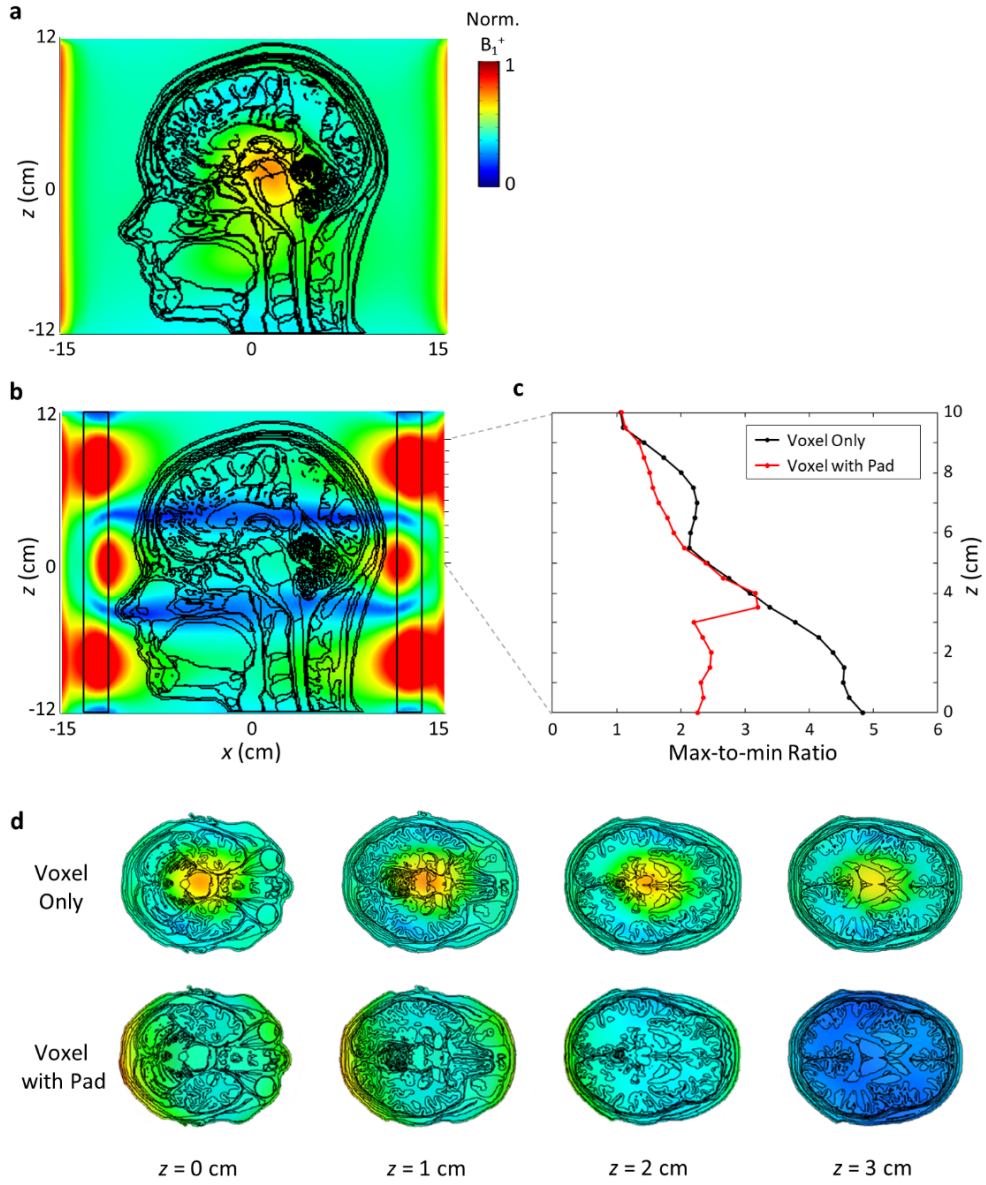 a
Norm.
B₁⁺
1
0
12
0
-12
z (cm)
-15
0
15
b
12
0
-12
z (cm)
-15
0
15
x (cm)
c
Voxel Only
Voxel with Pad
10
8
6
4
2
0
z (cm)
0 1 2 3 4 5 6
Max-to-min Ratio
d
Voxel
Only
Voxel
with Pad
z = 0 cm
z = 1 cm
z = 2 cm
z = 3 cm